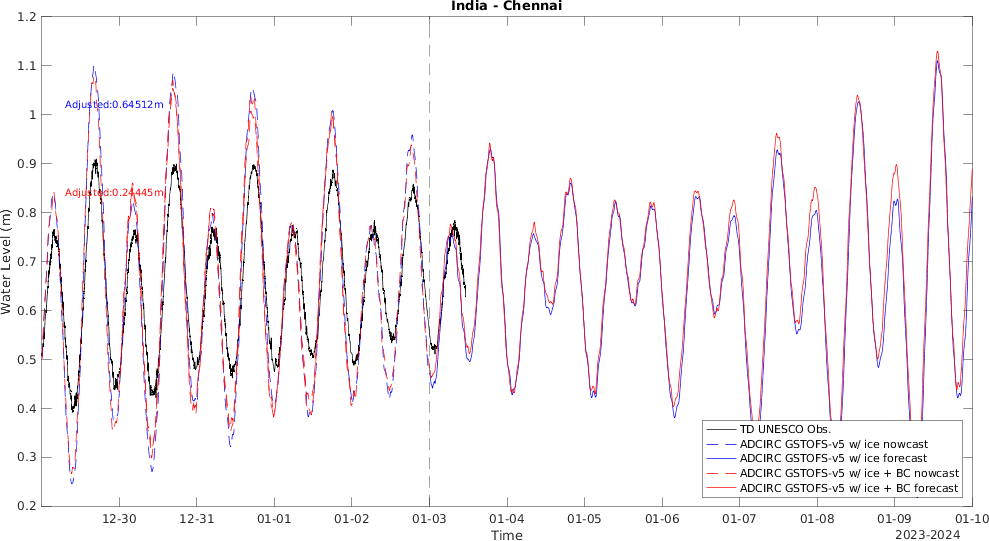 India - Chennai
1.2
1.1
1
0.9
0.8
0.7
0.6
0.5
0.4
0.3
0.2
Water Level (m)
Adjusted:0.64512m
Adjusted:0.24445m
TD UNESCO Obs.
ADCIRC GSTOFS-v5 w/ ice nowcast
ADCIRC GSTOFS-v5 w/ ice forecast
ADCIRC GSTOFS-v5 w/ ice + BC nowcast
ADCIRC GSTOFS-v5 w/ ice + BC forecast
12-30 12-31 01-01 01-02 01-03 01-04 01-05 01-06 01-07 01-08 01-09 01-10
Time
2023-2024